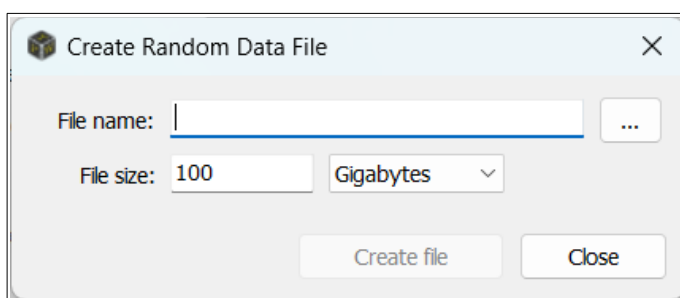 Create Random Data File
File name:
...
File size: 100 Gigabytes
Create file Close